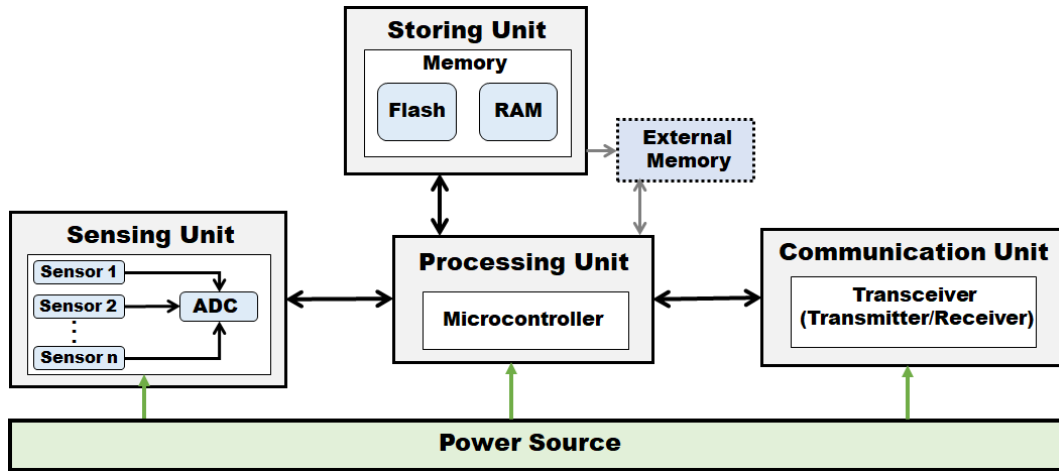 Storing Unit
Memory
Flash
RAM
External
Memory
Sensing Unit
Sensor 1
Sensor 2
Sensor n
ADC
Processing Unit
Microcontroller
Communication Unit
Transceiver
(Transmitter/Receiver)
Power Source